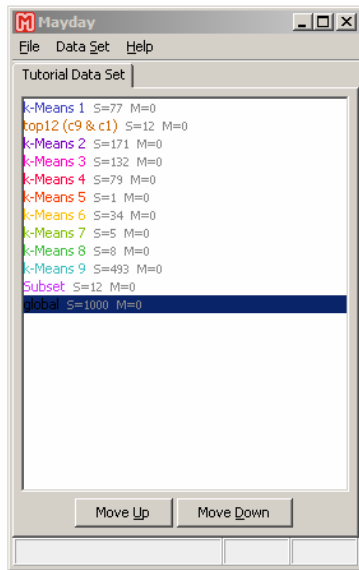 Mayday
File Data Set Help
Tutorial Data Set
k-Means 1 S=77 M=0
top12 (c9 & c1) S=12 M=0
k-Means 2 S=171 M=0
k-Means 3 S=132 M=0
k-Means 4 S=79 M=0
k-Means 5 S=1 M=0
k-Means 6 S=34 M=0
k-Means 7 S=5 M=0
k-Means 8 S=8 M=0
k-Means 9 S=493 M=0
Subset S=12 M=0
global S=1000 M=0
Move Up Move Down